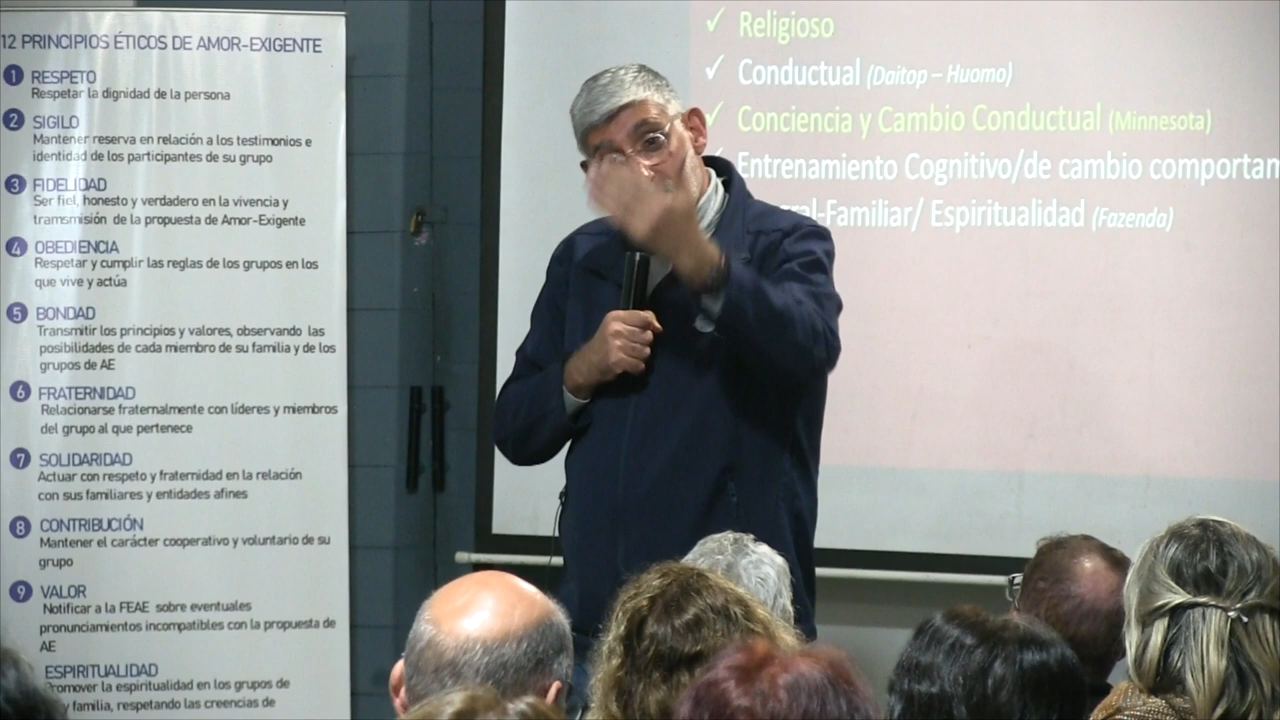 12 PRINCIPIOS ÉTICOS DE AMOR-EXIGENTE
1 RESPETO
Respetar la dignidad de la persona
2 SIGILO
Mantener reserva en relación a los testimonios e
identidad de los participantes de su grupo
3 FIDELIDAD
Ser fiel, honesto y verdadero en la vivencia y
tramsmisión de la propuesta de Amor-Exigente
4 OBEDIENCIA
Respetar y cumplir las reglas de los grupos en los
que vive y actúa
5 BONDAD
Transmitir los principios y valores, observando las
posibilidades de cada miembro de su familia y de los
grupos de AE
6 FRATERNIDAD
Relacionarse fraternalmente con líderes y miembros
del grupo al que pertenece
7 SOLIDARIDAD
Actuar con respeto y fraternidad en la relación
con sus familiares y entidades afines
8 CONTRIBUCIÓN
Mantener el carácter cooperativo y voluntario de su
grupo
9 VALOR
Notificar a la FEAE sobre eventuales
pronunciamientos incompatibles con la propuesta de
AE
ESPIRITUALIDAD
Promover la espiritualidad en los grupos de
y familia, respetando las creencias de
✓ Religioso
✓ Conductual (Daitop – Huomo)
✓ Conciencia y Cambio Conductual (Minnesota)
Entrenamiento Cognitivo/de cambio comportam
ral-Familiar/ Espiritualidad (Fazenda)